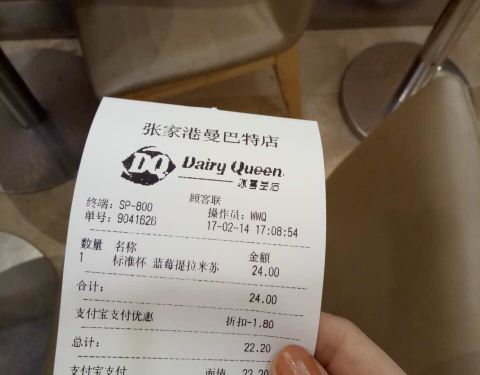 张家港曼巴特店
DQ
Dairy Queen
冰雪皇后
顾客联
终端: SP-800
操作员: WWQ
单号: 9041626
17-02-14 17:08:54
数量 名称 金额
1 标准杯 蓝莓提拉米苏 24.00
合计: 24.00
支付宝支付优惠 折扣-1.80
总计: 22.20
支付宝支付 面值 22.20